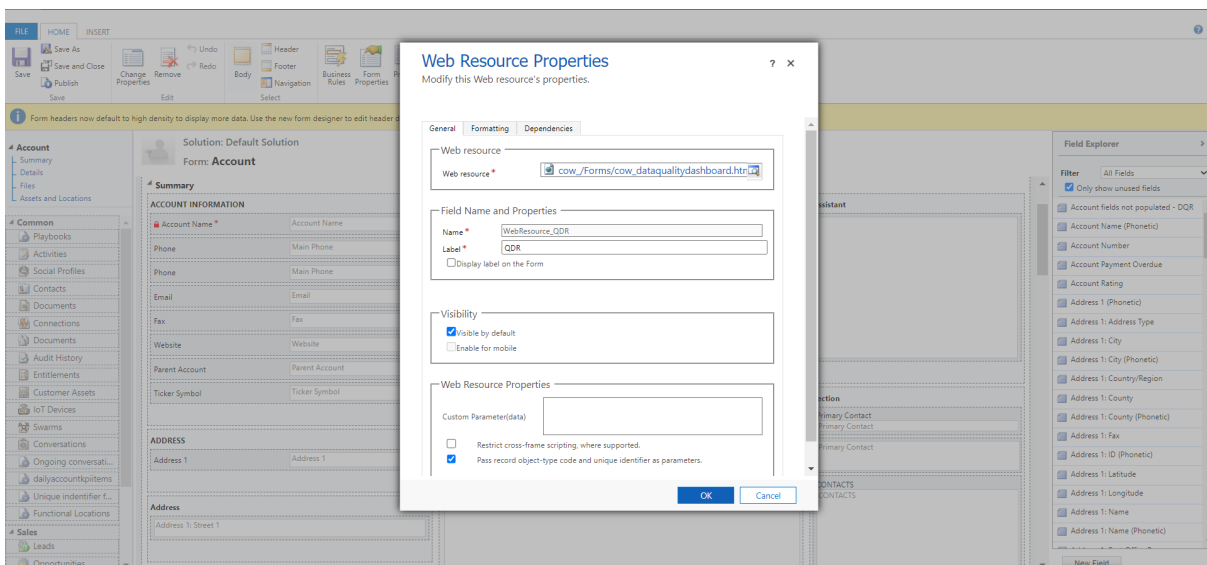 FILE HOME INSERT
Save
Save As
Save and Close
Publish
Save
Change Properties
Remove
Undo
Redo
Edit
Body
Header
Footer
Navigation
Select
Business Rules
Form Properties
Form headers now default to high density to display more data. Use the new form designer to edit header d
Account
Summary
Details
Files
Assets and Locations
Common
Playbooks
Activities
Social Profiles
Contacts
Documents
Connections
Documents
Audit History
Entitlements
Customer Assets
IoT Devices
Swarms
Conversations
Ongoing conversati...
dailyaccountkpiitems
Unique indentifier f...
Functional Locations
Sales
Leads
Opportunities
Solution: Default Solution
Form: Account
Summary
ACCOUNT INFORMATION
Account Name* Account Name
Phone Main Phone
Phone Main Phone
Email Email
Fax Fax
Website Website
Parent Account Parent Account
Ticker Symbol Ticker Symbol
ADDRESS
Address 1 Address 1
Address
Address 1: Street 1
Web Resource Properties ? x
Modify this Web resource's properties.
General Formatting Dependencies
Web resource
Web resource* cow_/Forms/cow_dataqualitydashboard.htm
Field Name and Properties
Name* WebResource_QDR
Label* QDR
Display label on the Form
Visibility
Visible by default
Enable for mobile
Web Resource Properties
Custom Parameter(data)
Restrict cross-frame scripting, where supported.
Pass record object-type code and unique identifier as parameters.
OK Cancel
ssistant
ction
Primary Contact
Primary Contact
Primary Contact
CONTACTS
CONTACTS
Field Explorer >
Filter All Fields
Only show unused fields
Account fields not populated - DQR
Account Name (Phonetic)
Account Number
Account Payment Overdue
Account Rating
Address 1 (Phonetic)
Address 1: Address Type
Address 1: City
Address 1: City (Phonetic)
Address 1: Country/Region
Address 1: County
Address 1: County (Phonetic)
Address 1: Fax
Address 1: ID (Phonetic)
Address 1: Latitude
Address 1: Longitude
Address 1: Name
Address 1: Name (Phonetic)
New Field